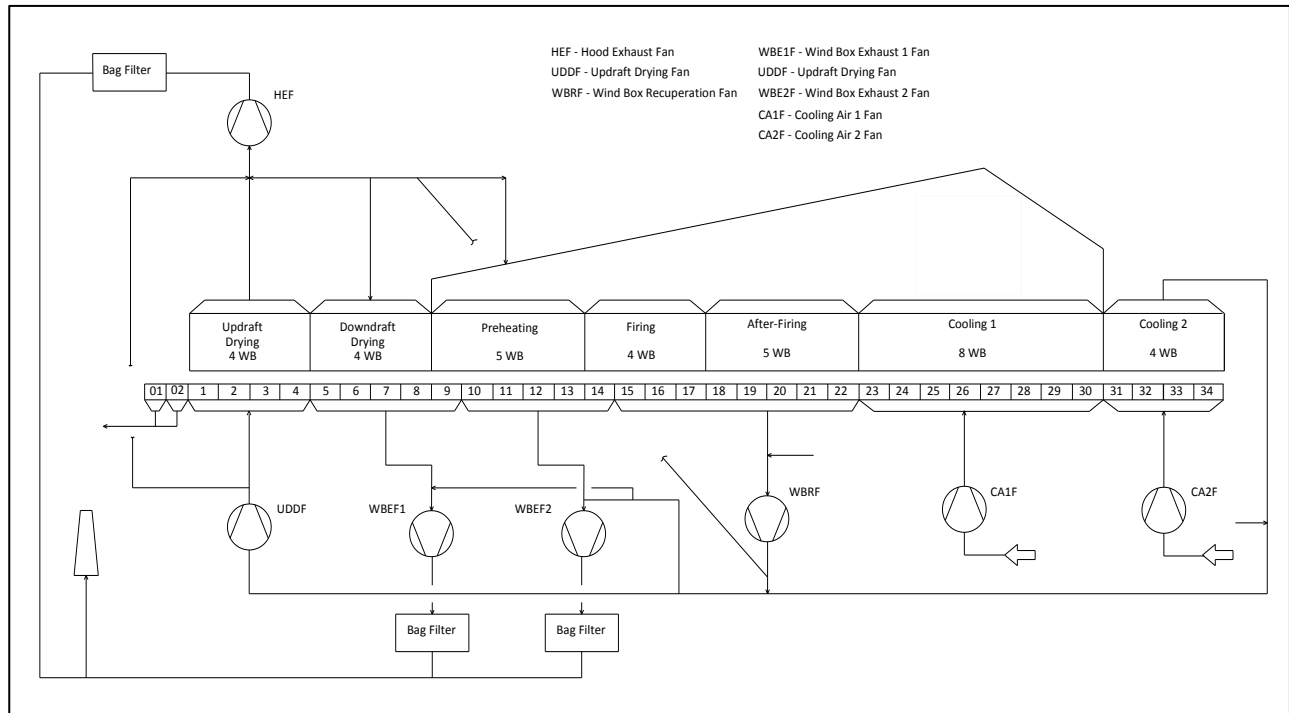 HEF - Hood Exhaust Fan
UDDF - Updraft Drying Fan
WBRF - Wind Box Recuperation Fan
WBE1F - Wind Box Exhaust 1 Fan
UDDF - Updraft Drying Fan
WBE2F - Wind Box Exhaust 2 Fan
CA1F - Cooling Air 1 Fan
CA2F - Cooling Air 2 Fan
Bag Filter
HEF
Updraft
Drying
4 WB
Downdraft
Drying
4 WB
Preheating
5 WB
Firing
4 WB
After-Firing
5 WB
Cooling 1
8 WB
Cooling 2
4 WB
01 02 1 2 3 4 5 6 7 8 9 10 11 12 13 14 15 16 17 18 19 20 21 22 23 24 25 26 27 28 29 30 31 32 33 34
UDDF
WBEF1
WBEF2
WBRF
CA1F
CA2F
Bag Filter
Bag Filter